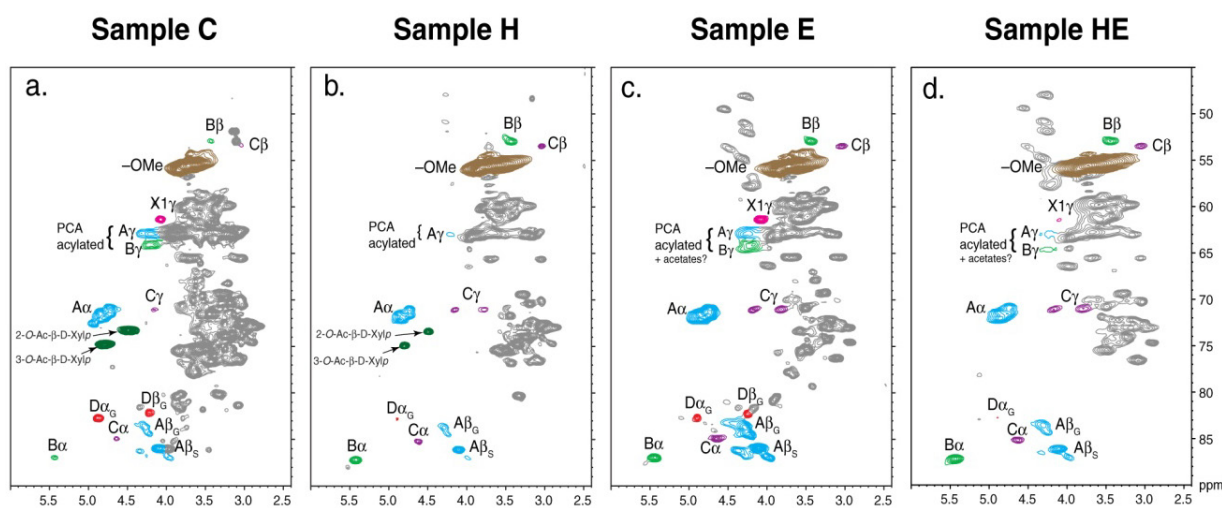 Sample C
Sample H
Sample E
Sample HE
a.
Bβ
Cβ
–OMe
X1γ
PCA
acylated
{
Aγ
Bγ
Aα
Cγ
2-O-Ac-β-D-Xylp
3-O-Ac-β-D-Xylp
DαG
DβG
Cα
AβG
AβS
Bα
5.0 4.5 4.0 3.5 3.0 2.5
b.
Bβ
Cβ
–OMe
PCA
acylated
{ Aγ
Aα
Cγ
2-O-Ac-β-D-Xylp
3-O-Ac-β-D-Xylp
DαG
Cα
AβG
AβS
Bα
5.0 4.5 4.0 3.5 3.0 2.5
c.
Bβ
Cβ
–OMe
X1γ
PCA
acylated
+ acetates?
{
Aγ
Bγ
Aα
Cγ
DαG
DβG
Cα
AβG
AβS
Bα
5.0 4.5 4.0 3.5 3.0 2.5
d.
Bβ
Cβ
–OMe
X1γ
PCA
acylated
+ acetates?
{
Aγ
Bγ
Aα
Cγ
DαG
Cα
AβG
AβS
Bα
5.5 5.0 4.5 4.0 3.5 3.0 2.5
50
55
60
65
70
75
80
85
ppm